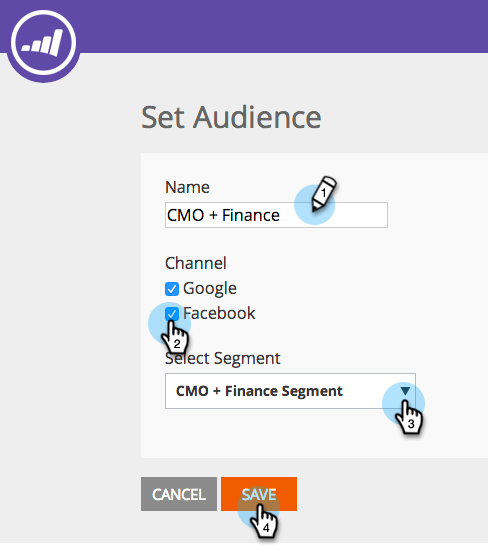 Set Audience
Name
1
CMO + Finance
Channel
Google
Facebook
2
Select Segment
CMO + Finance Segment
3
CANCEL
SAVE
4